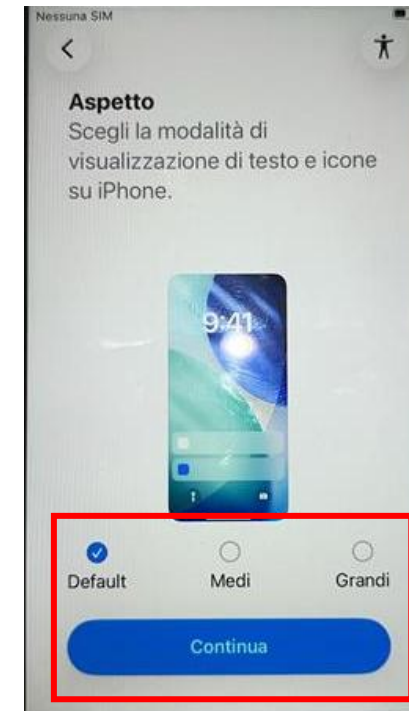 Nessuna SIM
Aspetto
Scegli la modalità di
visualizzazione di testo e icone
su iPhone.
9:41
Default Medi Grandi
Continua